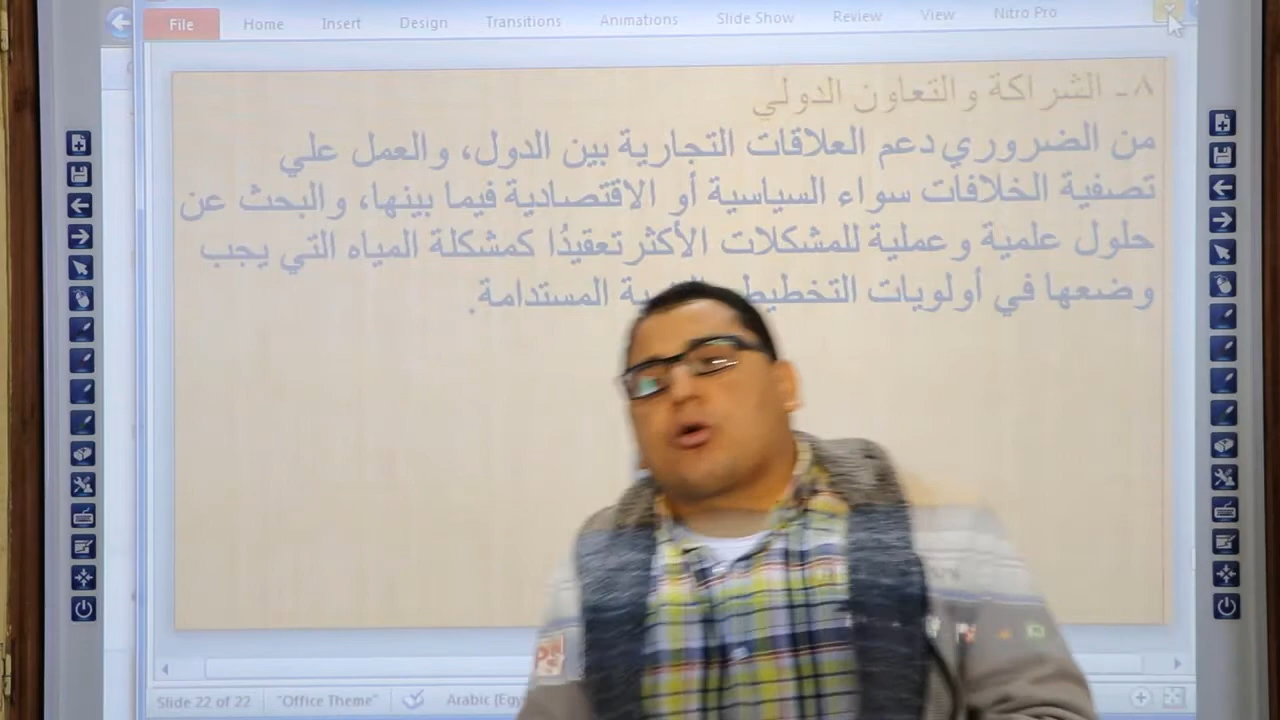 File Home Insert Design Transitions Animations Slide Show Review View Nitro Pro
٨- الشراكة والتعاون الدولي
من الضروري دعم العلاقات التجارية بين الدول، والعمل علي
تصفية الخلافات سواء السياسية أو الاقتصادية فيما بينها، والبحث عن
حلول علمية وعملية للمشكلات الأكثر تعقيدُا كمشكلة المياه التي يجب
وضعها في أولويات التخطيط المستدامة.
Slide 22 of 22 "Office Theme" Arabic